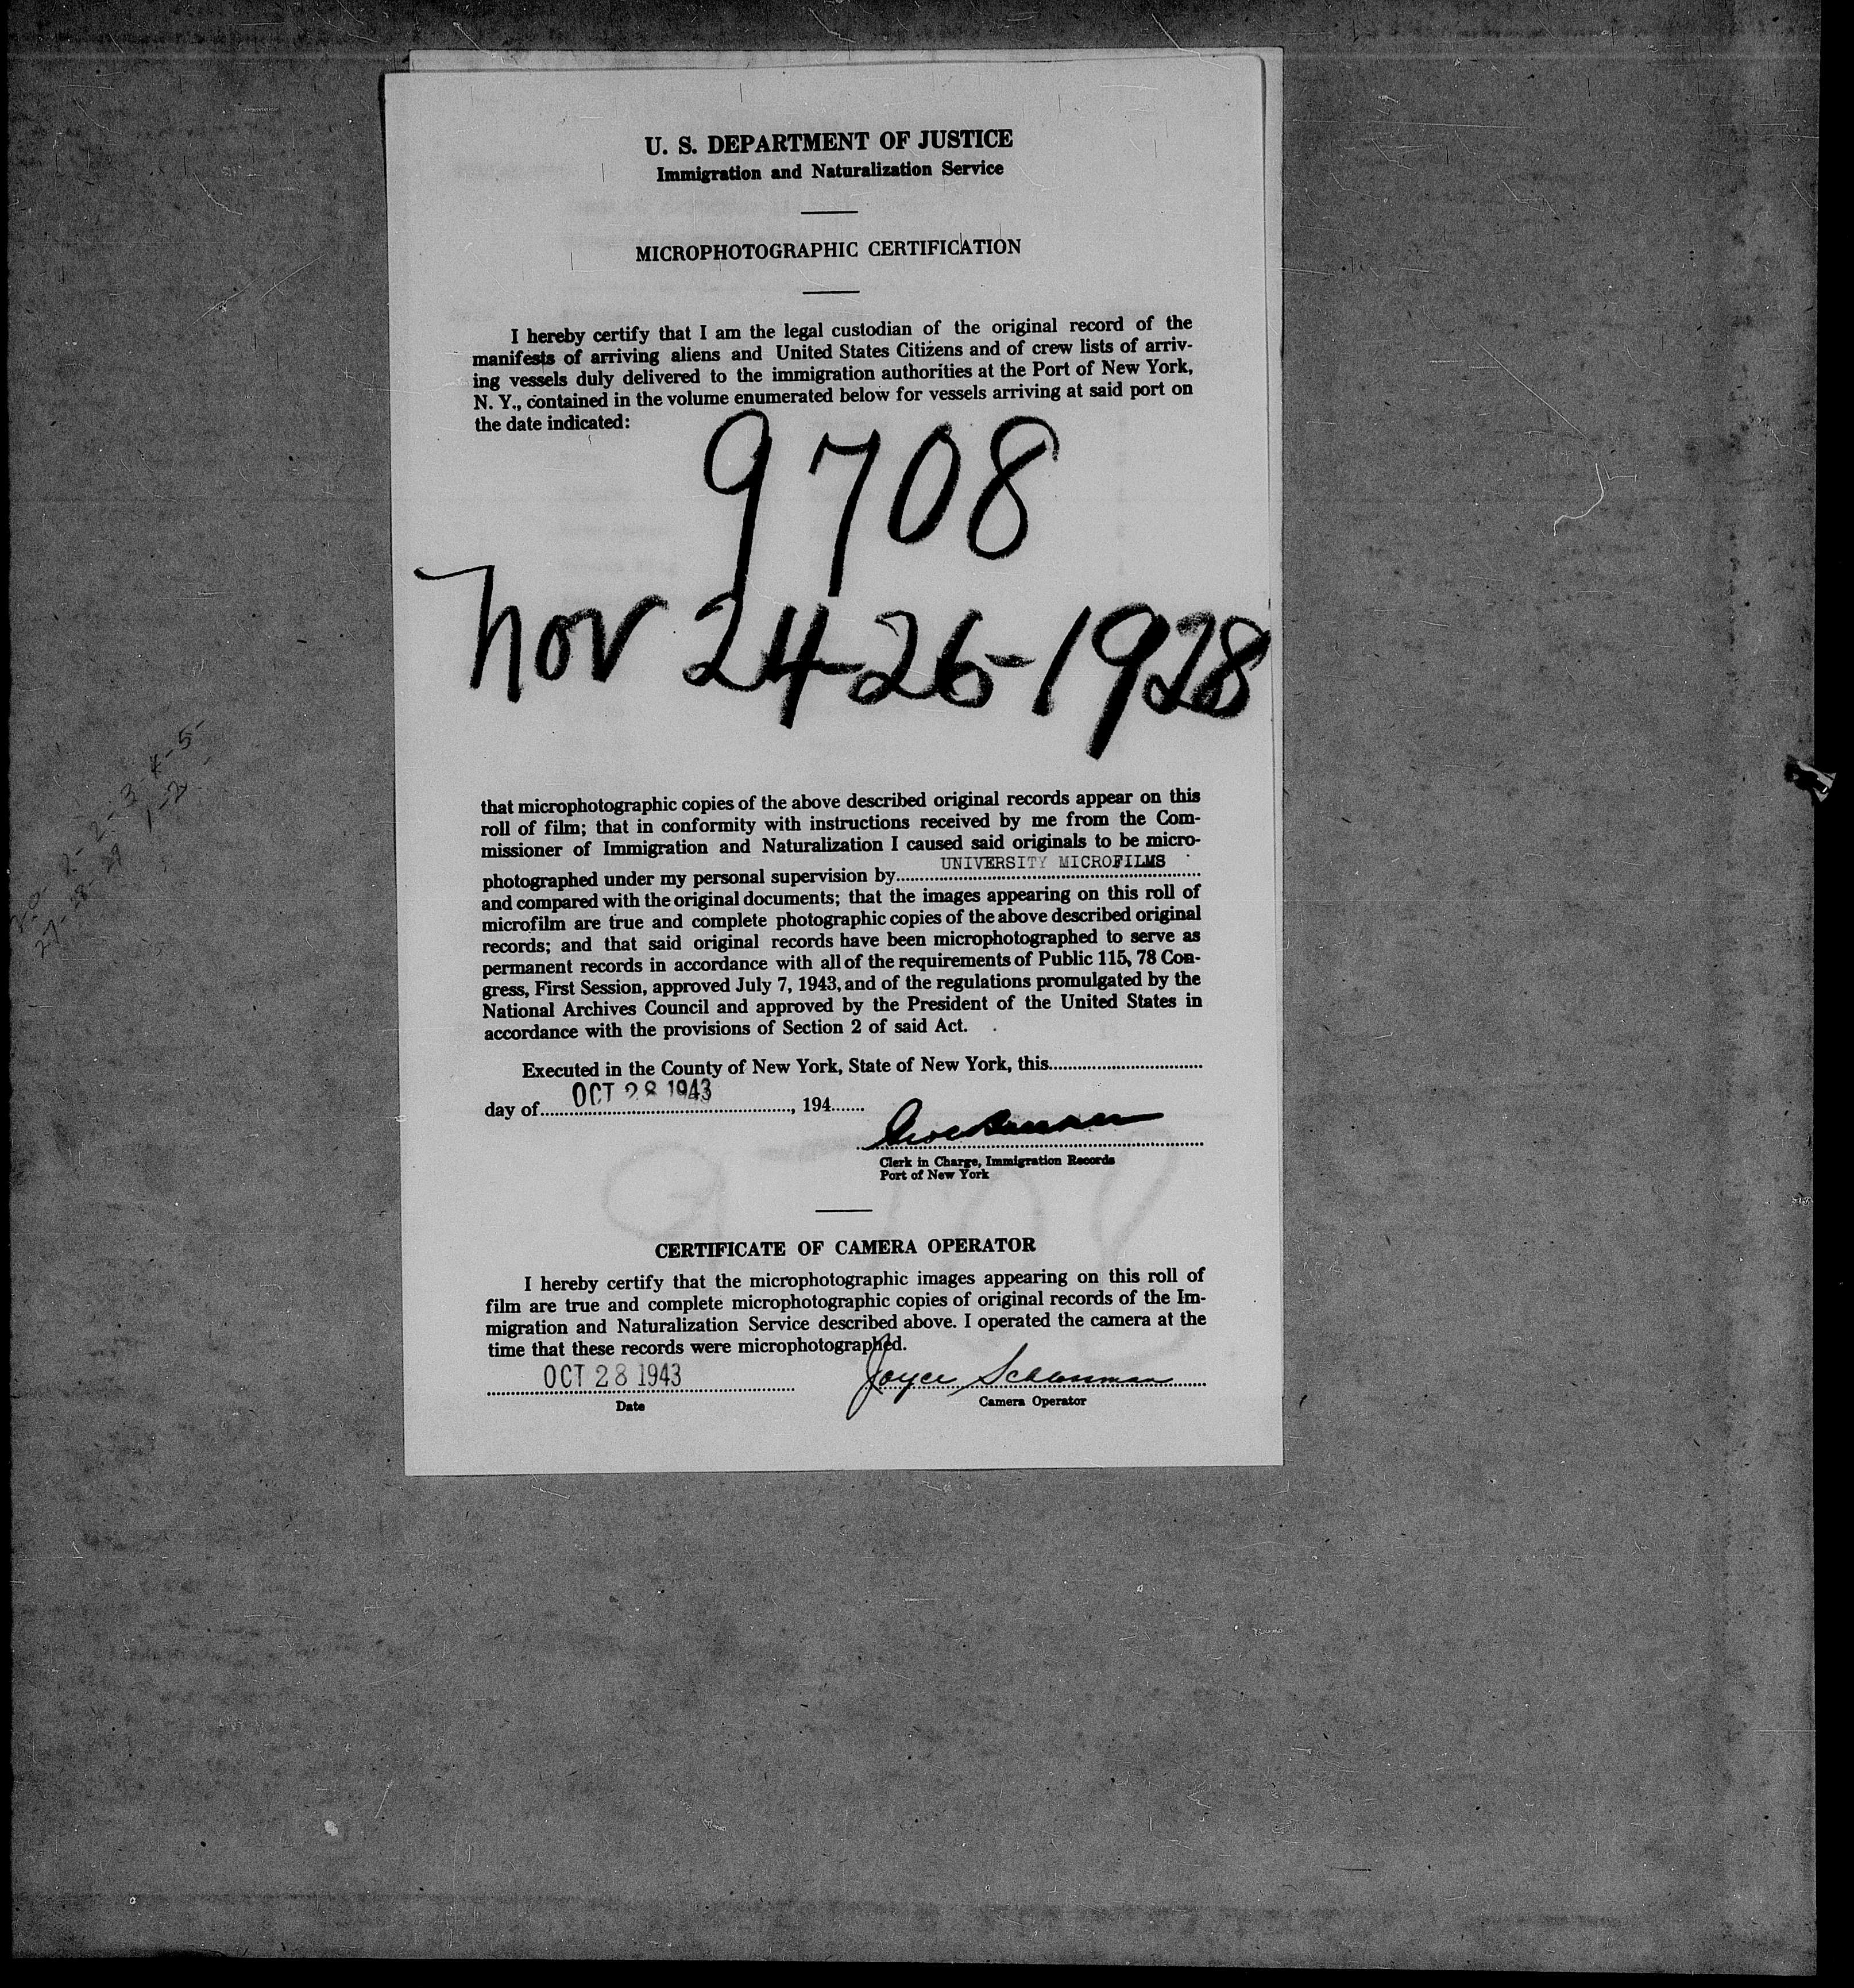 U. S. DEPARTMENT OF JUSTICE
Immigration and Naturalization Service
MICROPHOTOGRAPHIC CERTIFICATION
I hereby certify that I am the legal custodian of the original record of the
manifests of arriving aliens and United States Citizens and of crew lists of arriv-
ing vessels duly delivered to the immigration authorities at the Port of New York,
N. Y., contained in the volume enumerated below for vessels arriving at said port on
the date indicated:
9708
Nov 24-26-1928
that microphotographic copies of the above described original records appear on this
roll of film; that in conformity with instructions received by me from the Com-
missioner of Immigration and Naturalization I caused said originals to be micro-
photographed under my personal supervision by UNIVERSITY MICROFILMS
and compared with the original documents; that the images appearing on this roll of
microfilm are true and complete photographic copies of the above described original
records; and that said original records have been microphotographed to serve as
permanent records in accordance with all of the requirements of Public 115, 78 Con-
gress, First Session, approved July 7, 1943, and of the regulations promulgated by the
National Archives Council and approved by the President of the United States in
accordance with the provisions of Section 2 of said Act.
Executed in the County of New York, State of New York, this
day of OCT 28 1943, 194
Clerk in Charge, Immigration Records
Port of New York
CERTIFICATE OF CAMERA OPERATOR
I hereby certify that the microphotographic images appearing on this roll of
film are true and complete microphotographic copies of original records of the Im-
migration and Naturalization Service described above. I operated the camera at the
time that these records were microphotographed.
OCT 28 1943 Joyce
Date Camera Operator